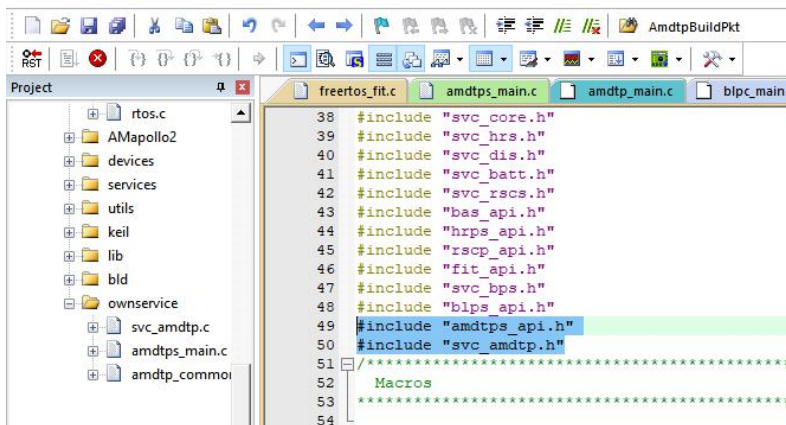 AmdtpBuildPkt
RST
Project
rtos.c
AMapollo2
devices
services
utils
keil
lib
bld
ownservice
svc_amdtp.c
amdtps_main.c
amdtp_commo
freertos_fit.c
amdtps_main.c
amdtp_main.c
blpc_main
38 #include "svc_core.h"
39 #include "svc_hrs.h"
40 #include "svc_dis.h"
41 #include "svc_batt.h"
42 #include "svc_rscs.h"
43 #include "bas_api.h"
44 #include "hrps_api.h"
45 #include "rscp_api.h"
46 #include "fit_api.h"
47 #include "svc_bps.h"
48 #include "blps_api.h"
49 #include "amdtps_api.h"
50 #include "svc_amdtp.h"
51 /*********************************************
52 Macros
53 *********************************************
54